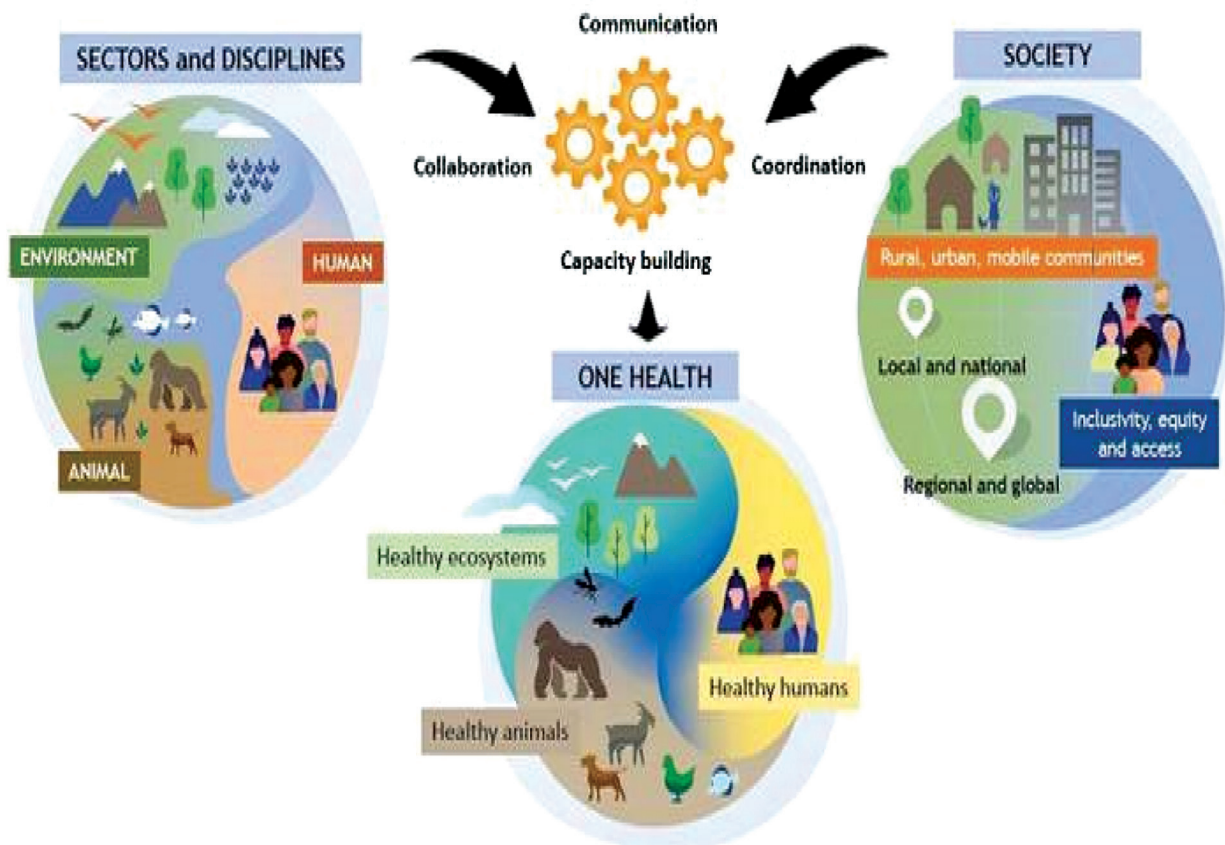 SECTORS and DISCIPLINES
ENVIRONMENT
HUMAN
ANIMAL
Communication
Collaboration
Coordination
Capacity building
SOCIETY
Rural, urban, mobile communities
Local and national
Inclusivity, equity
and access
Regional and global
ONE HEALTH
Healthy ecosystems
Healthy humans
Healthy animals